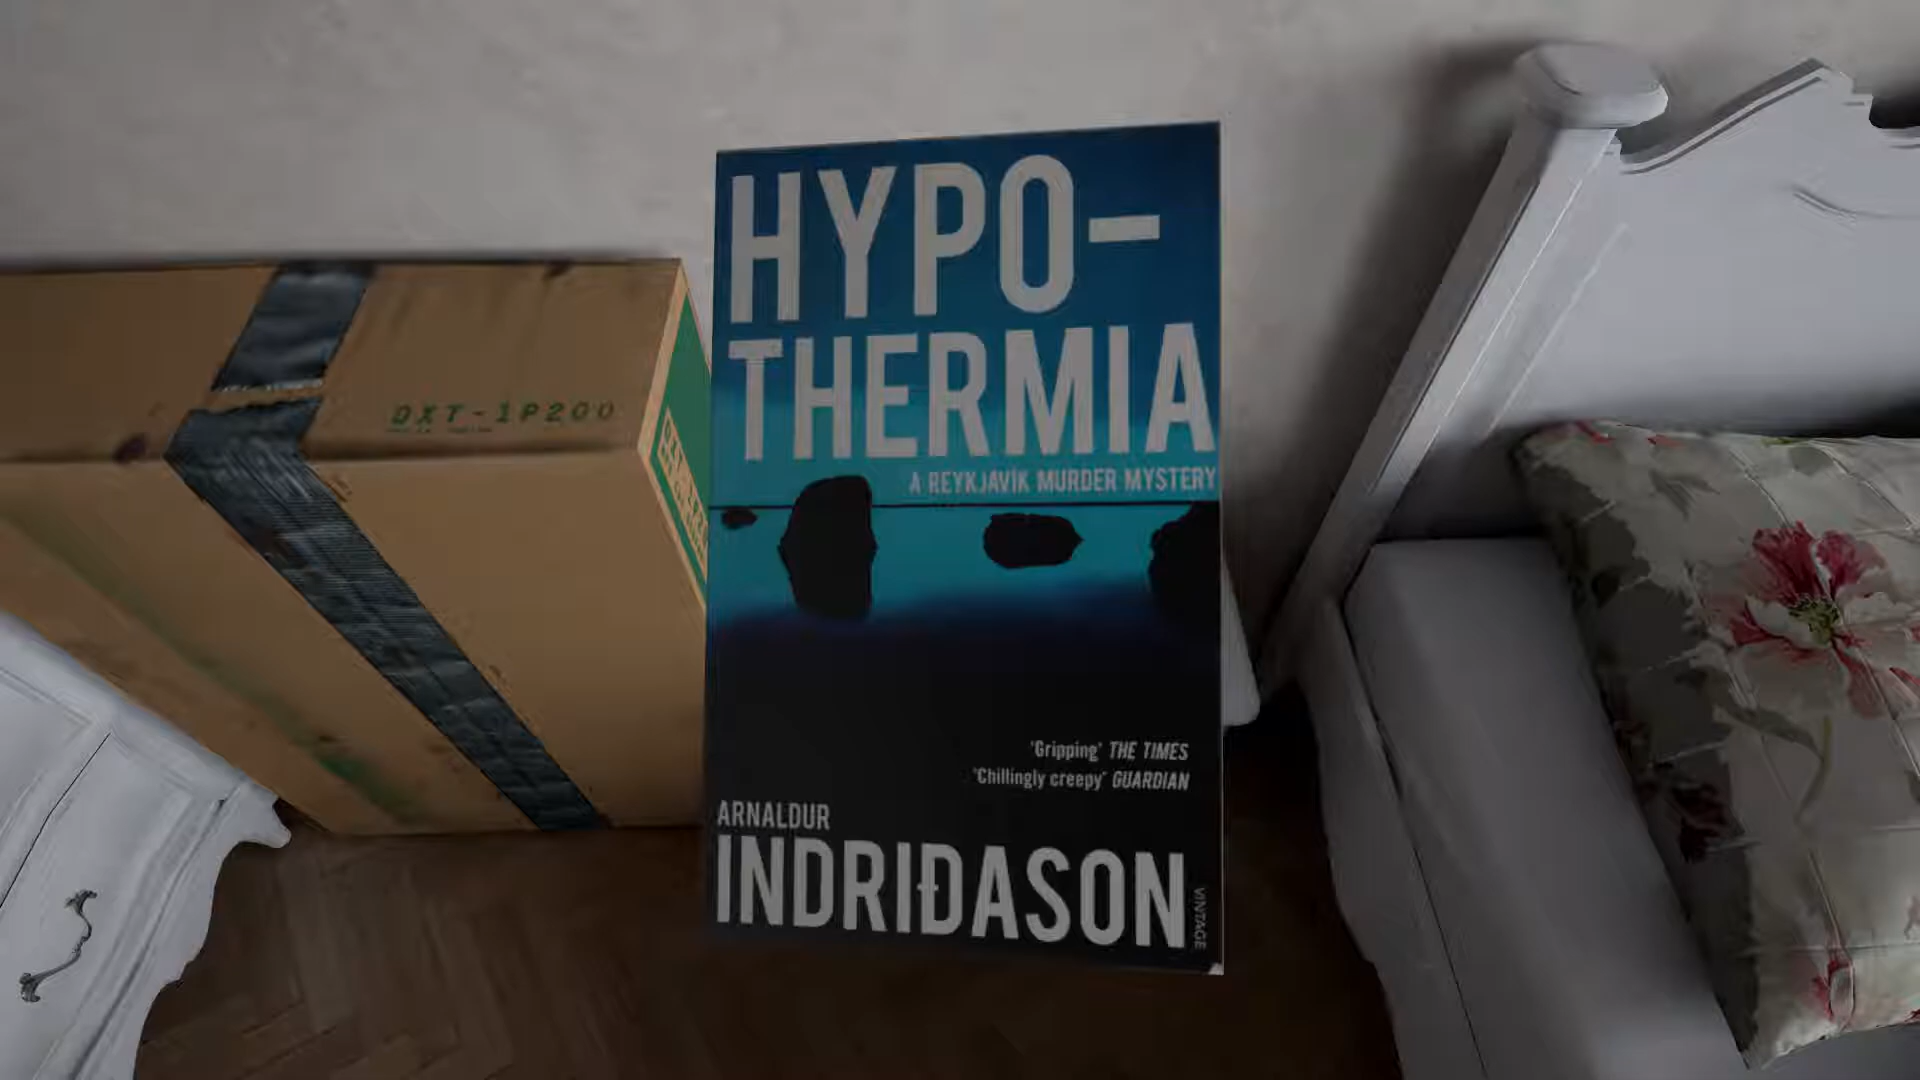 DXT-1P200
HYPO-
THERMIA
A REYKJAVÍK MURDER MYSTERY
'Gripping' THE TIMES
'Chillingly creepy' GUARDIAN
ARNALDUR
INDRIÐASON
VINTAGE